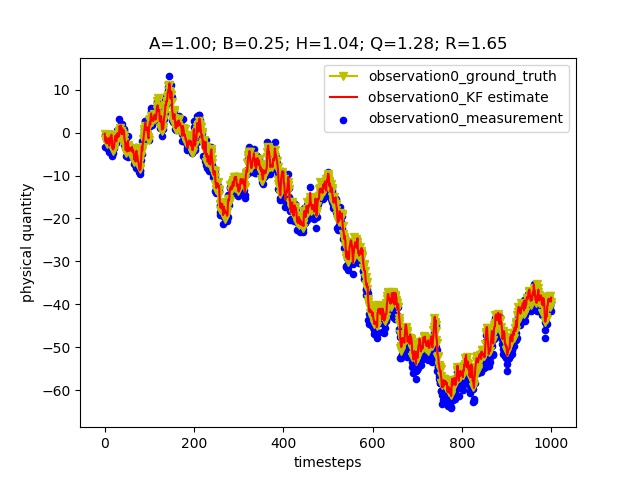 A=1.00; B=0.25; H=1.04; Q=1.28; R=1.65
observation0_ground_truth
observation0_KF estimate
observation0_measurement
physical quantity
10
0
−10
−20
−30
−40
−50
−60
0 200 400 600 800 1000
timesteps